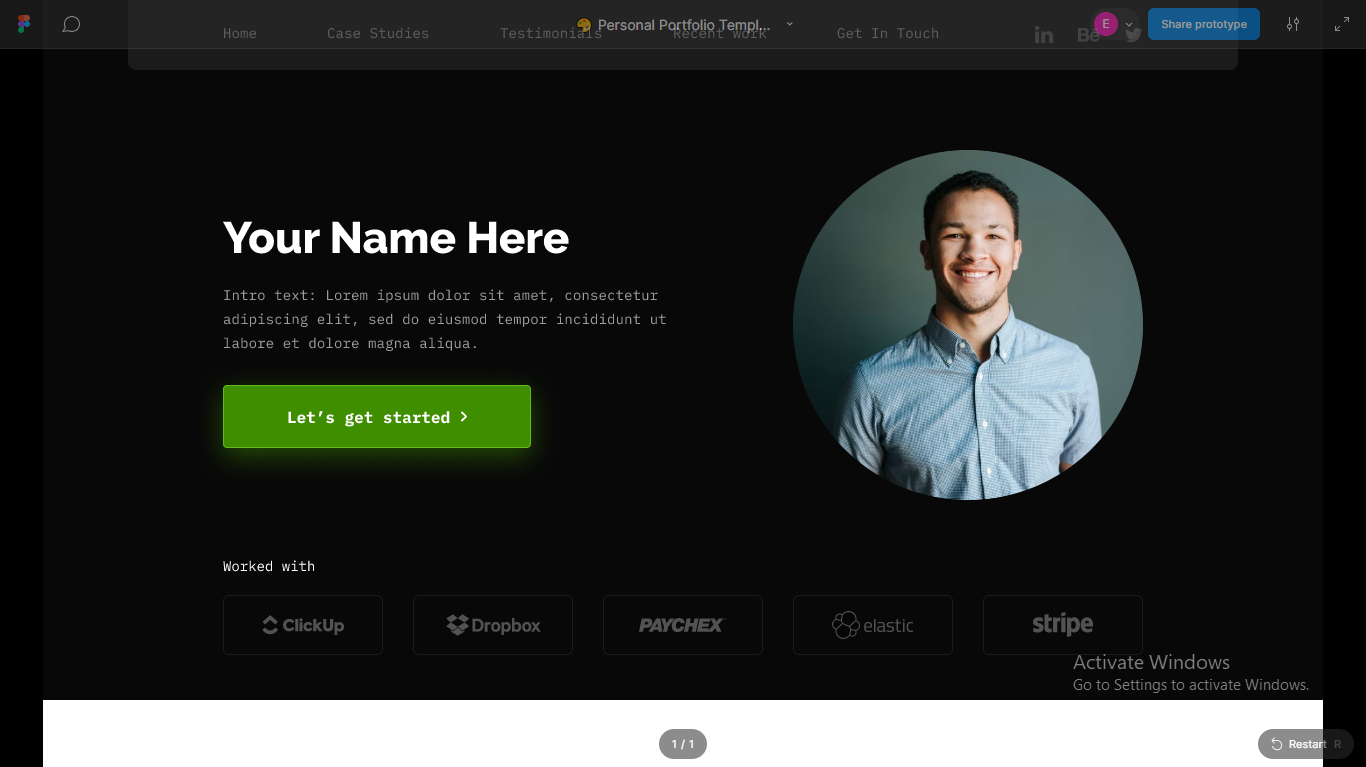 Personal Portfolio Templ...
E
Share prototype
Home
Case Studies
Testimonials
Recent work
Get In Touch
in
Bē
Your Name Here
Intro text: Lorem ipsum dolor sit amet, consectetur
adipiscing elit, sed do eiusmod tempor incididunt ut
labore et dolore magna aliqua.
Let’s get started
Worked with
ClickUp
Dropbox
PAYCHEX
elastic
stripe
Activate Windows
Go to Settings to activate Windows.
1 / 1
Restart R